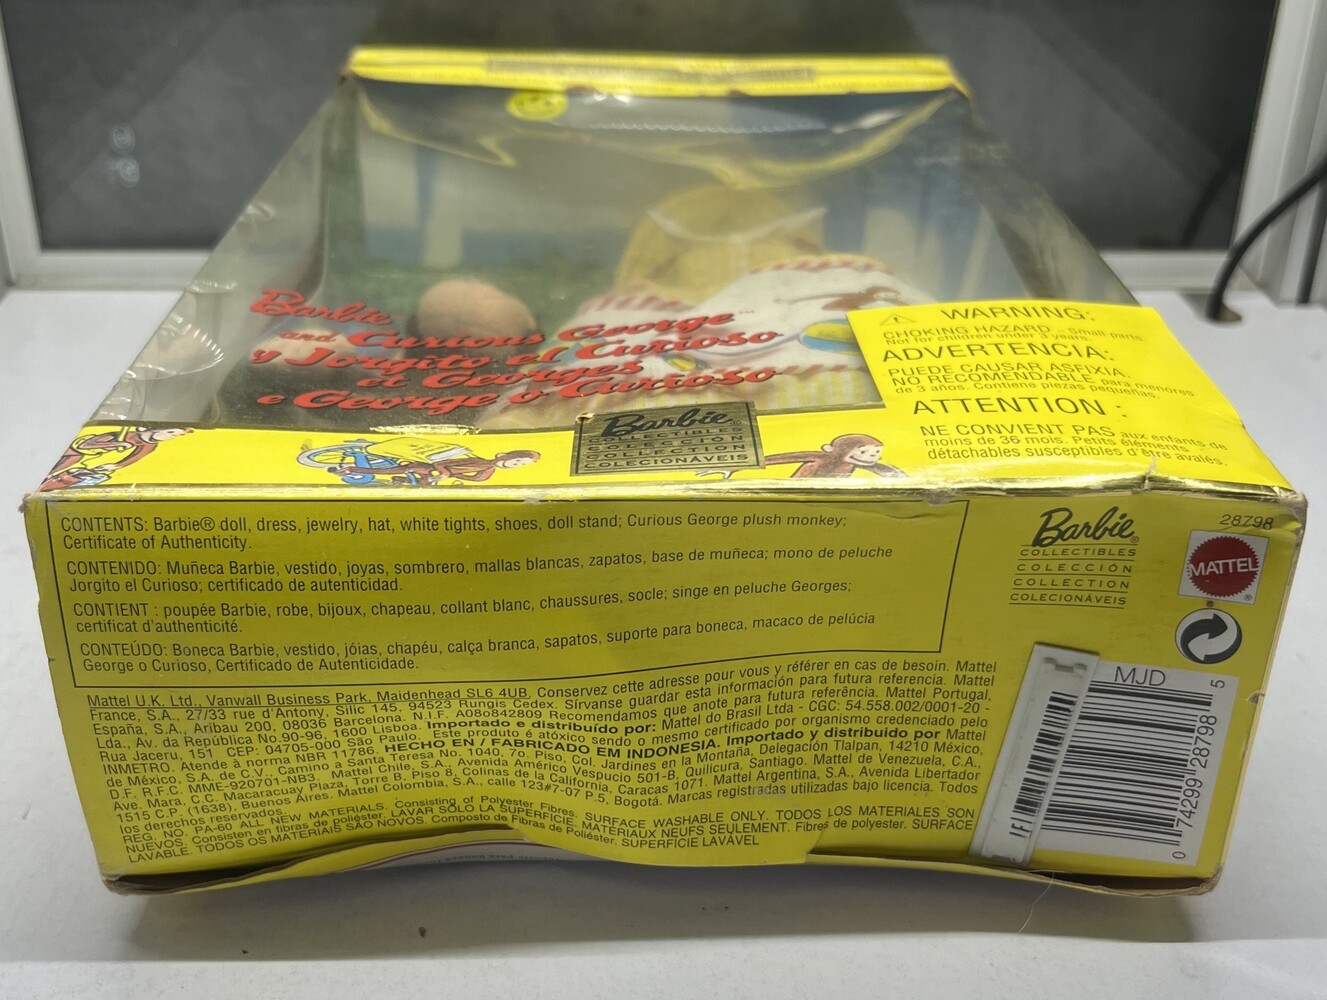 Barbie
and Curious George™
y Jorgito el Curioso
et Georges
e George o Curioso
Barbie®
COLLECTIBLES
COLECCIÓN
COLLECTION
COLECIONÁVEIS
WARNING:
CHOKING HAZARD - Small parts.
Not for children under 3 years.
ADVERTENCIA:
PUEDE CAUSAR ASFIXIA.
NO RECOMENDABLE para menores
de 3 años. Contiene piezas pequeñas.
ATTENTION :
NE CONVIENT PAS aux enfants de
moins de 36 mois. Petits éléments
détachables susceptibles d'être avalés.
CONTENTS: Barbie® doll, dress, jewelry, hat, white tights, shoes, doll stand; Curious George plush monkey;
Certificate of Authenticity.
CONTENIDO: Muñeca Barbie, vestido, joyas, sombrero, mallas blancas, zapatos, base de muñeca; mono de peluche
Jorgito el Curioso; certificado de autenticidad.
CONTIENT : poupée Barbie, robe, bijoux, chapeau, collant blanc, chaussures, socle; singe en peluche Georges;
certificat d'authenticité.
CONTEÚDO: Boneca Barbie, vestido, jóias, chapéu, calça branca, sapatos, suporte para boneca, macaco de pelúcia
George o Curioso, Certificado de Autenticidade.
Barbie®
COLLECTIBLES
COLECCIÓN
COLLECTION
COLECIONÁVEIS
28798
MATTEL®
Mattel U.K. Ltd., Vanwall Business Park, Maidenhead SL6 4UB. Conservez cette adresse pour vous y référer en cas de besoin. Mattel
France, S.A., 27/33 rue d'Antony, Silic 145, 94523 Rungis Cedex. Sírvanse guardar esta información para futura referencia. Mattel
España, S.A., Aribau 200, 08036 Barcelona. N.I.F. A08o842809 Recomendamos que anote para futura referência. Mattel Portugal,
Lda., Av. da República No.90-96, 1600 Lisboa. Importado e distribuído por: Mattel do Brasil Ltda - CGC: 54.558.002/0001-20 -
Rua Jaceru, 151 CEP: 04705-000 São Paulo. Este produto é atóxico sendo o mesmo certificado por organismo credenciado pelo
INMETRO. Atende à norma NBR 11786. HECHO EN / FABRICADO EM INDONESIA. Importado y distribuido por Mattel
de México, S.A. de C.V., Camino a Santa Teresa No. 1040, 7o. Piso, Col. Jardines en la Montaña, Delegación Tlalpan, 14210 México,
D.F. R.F.C. MME-920701-NB3. Mattel Chile, S.A., Avenida Américo Vespucio 501-B, Quilicura, Santiago. Mattel de Venezuela, C.A.,
Ave. Mara, C.C. Macaracuay Plaza, Torre B, Piso 8, Colinas de la California, Caracas 1071. Mattel Argentina, S.A., Avenida Libertador
1515 C.P. (1638), Buenos Aires. Mattel Colombia, S.A., calle 123#7-07 P.5, Bogotá. Marcas registradas utilizadas bajo licencia. Todos
los derechos reservados.
REG. NO. PA-60 ALL NEW MATERIALS. Consisting of Polyester Fibres. SURFACE WASHABLE ONLY. TODOS LOS MATERIALES SON
NUEVOS. Consisten en fibras de poliéster. LAVAR SÓLO LA SUPERFICIE. MATERIAUX NEUFS SEULEMENT. Fibres de polyester. SURFACE
LAVABLE. TODOS OS MATERIAIS SÃO NOVOS. Composto de Fibras de Poliéster. SUPERFÍCIE LAVÁVEL
MJD
0 74299 28798 5